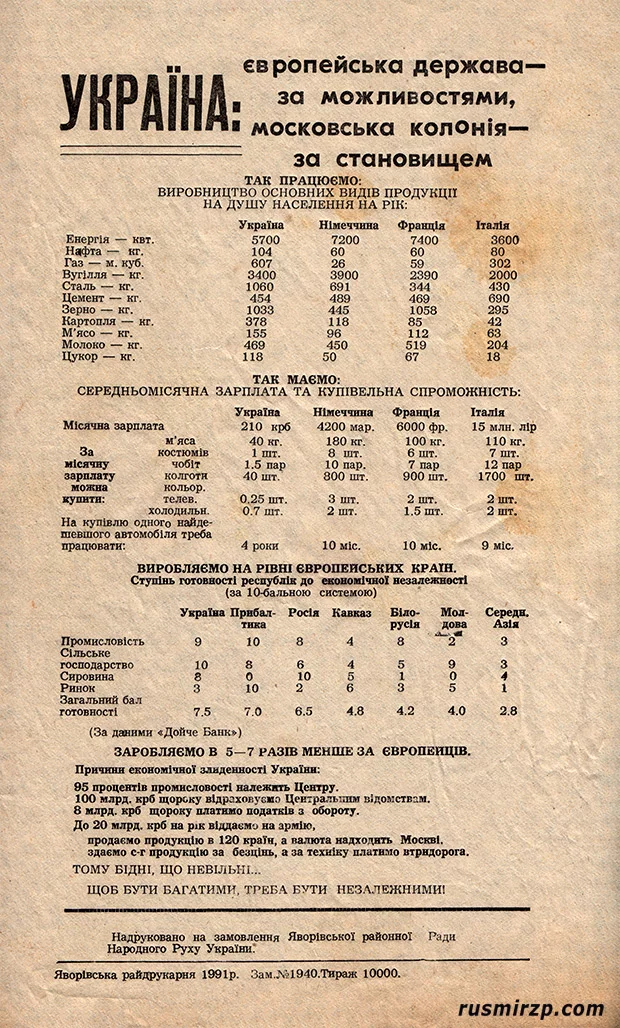 УКРАЇНА:
європейська держава—
за можливостями,
московська колонія—
за становищем
ТАК ПРАЦЮЄМО:
ВИРОБНИЦТВО ОСНОВНИХ ВИДІВ ПРОДУКЦІЇ
НА ДУШУ НАСЕЛЕННЯ НА РІК:
Україна Німеччина Франція Італія
Енергія — квт. 5700 7200 7400 3600
Нафта — кг. 104 60 60 80
Газ — м. куб. 607 26 59 302
Вугілля — кг. 3400 3900 2390 2000
Сталь — кг. 1060 691 344 430
Цемент — кг. 454 489 469 690
Зерно — кг. 1033 445 1058 295
Картопля — кг. 378 118 85 42
М'ясо — кг. 155 96 112 63
Молоко — кг. 469 450 519 204
Цукор — кг. 118 50 67 18
ТАК МАЄМО:
СЕРЕДНЬОМІСЯЧНА ЗАРПЛАТА ТА КУПІВЕЛЬНА СПРОМОЖНІСТЬ:
Україна Німеччина Франція Італія
Місячна зарплата 210 крб 4200 мар. 6000 фр. 15 млн. лір
м'яса 40 кг. 180 кг. 100 кг. 110 кг.
За костюмів 1 шт. 8 шт. 6 шт. 7 шт.
місячну чобіт 1.5 пар 10 пар. 7 пар 12 пар
зарплату колготи 40 шт. 800 шт. 900 шт. 1700 шт.
можна кольор.
купити: телев. 0,25 шт. 3 шт. 2 шт. 2 шт.
холодильн. 0.7 шт. 2 шт. 1.5 шт. 2 шт.
На купівлю одного найде-
шевшого автомобіля треба
працювати: 4 роки 10 міс. 10 міс. 9 міс.
ВИРОБЛЯЄМО НА РІВНІ ЄВРОПЕЙСЬКИХ КРАЇН.
Ступінь готовності республік до економічної незалежності
(за 10-бальною системою)
Україна Прибал- Росія Кавказ Біло- Мол- Середн.
тика русія дова Азія
Промисловість 9 10 8 4 8 2 3
Сільське
господарство 10 8 6 4 5 9 3
Сировина 8 0 10 5 1 0 4
Ринок 3 10 2 6 3 5 1
Загальний бал
готовності 7.5 7.0 6.5 4.8 4.2 4.0 2.8
(За даними «Дойче Банк»)
ЗАРОБЛЯЄМО В 5—7 РАЗІВ МЕНШЕ ЗА ЄВРОПЕЙЦІВ.
Причини економічної злиденності України:
95 процентів промисловості належить Центру.
100 млрд. крб щороку відраховуємо Центральним відомствам.
8 млрд. крб щороку платимо податків з обороту.
До 20 млрд. крб на рік віддаємо на армію,
продаємо продукцію в 120 країн, а валюта надходить Москві,
здаємо с-г продукцію за безцінь, а за техніку платимо втридорога.
ТОМУ БІДНІ, ЩО НЕВІЛЬНІ...
ЩОБ БУТИ БАГАТИМИ, ТРЕБА БУТИ НЕЗАЛЕЖНИМИ!
Надруковано на замовлення Яворівської районної Ради
Народного Руху України.
Яворівська райдрукарня 1991р. Зам.№1940.Тираж 10000.
rusmirzp.com